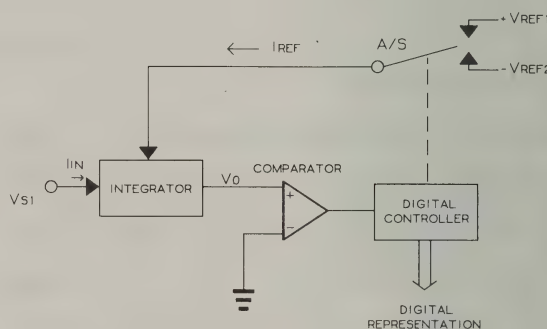 + VREF1
A/S
← IREF
- VREF2
IIN
→
VS1
INTEGRATOR
VO
COMPARATOR
+
-
DIGITAL
CONTROLLER
DIGITAL
REPRESENTATION